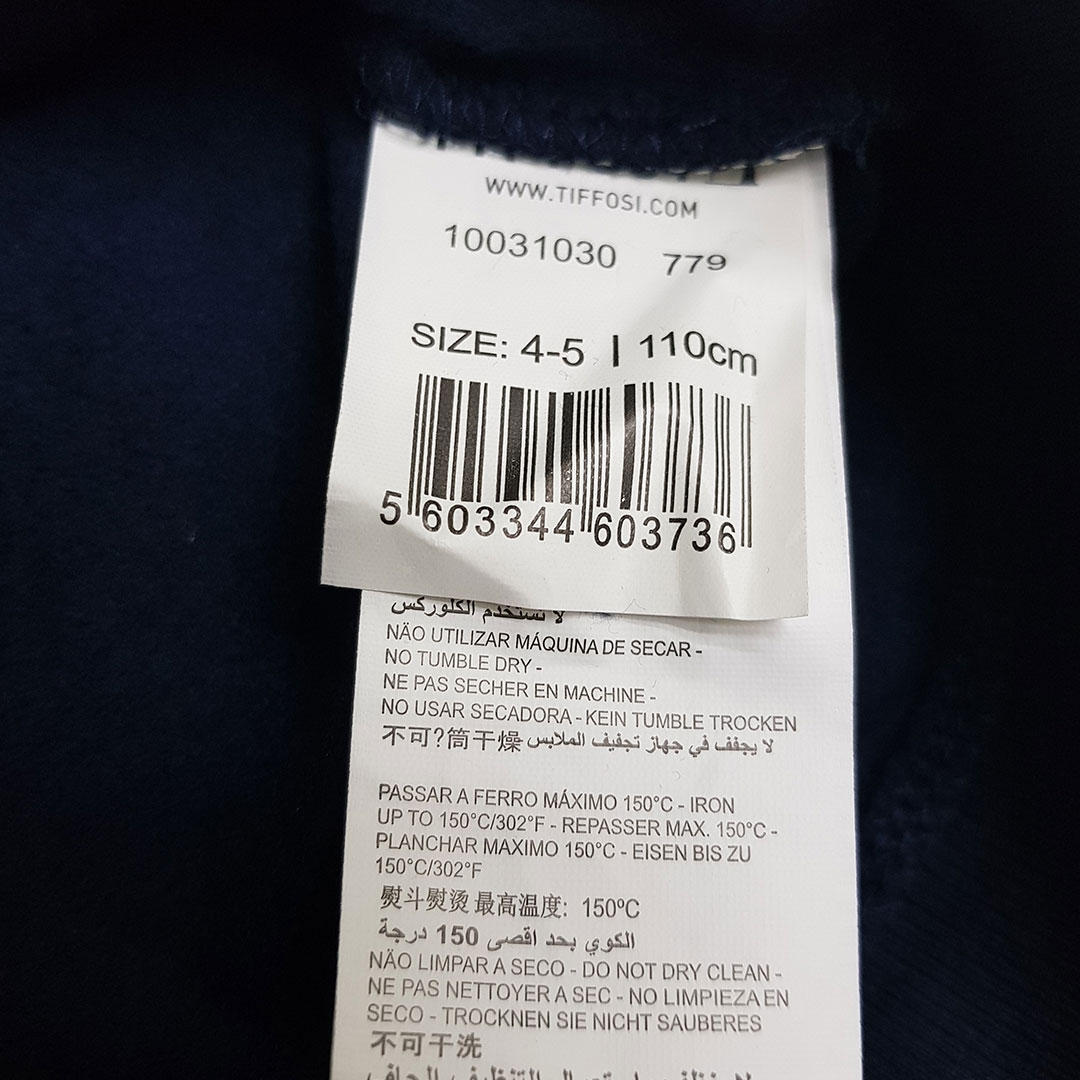 WWW.TIFFOSI.COM
10031030 779
SIZE: 4-5 | 110cm
5 603344 603736
لا تستخدم الكلوركس
NÃO UTILIZAR MÁQUINA DE SECAR -
NO TUMBLE DRY -
NE PAS SECHER EN MACHINE -
NO USAR SECADORA - KEIN TUMBLE TROCKEN
不可?筒干燥 لا يجفف في جهاز تجفيف الملابس
PASSAR A FERRO MÁXIMO 150°C - IRON
UP TO 150°C/302°F - REPASSER MAX. 150°C -
PLANCHAR MAXIMO 150°C - EISEN BIS ZU
150°C/302°F
熨斗熨烫 最高温度: 150ºC
الكوي بحد اقصى 150 درجة
NÃO LIMPAR A SECO - DO NOT DRY CLEAN -
NE PAS NETTOYER A SEC - NO LIMPIEZA EN
SECO - TROCKNEN SIE NICHT SAUBERES
不可干洗